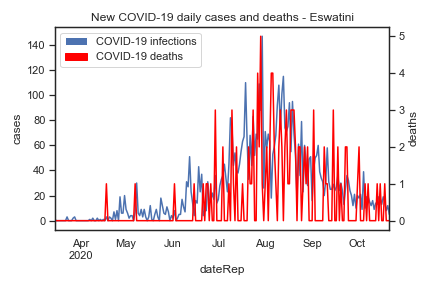 New COVID-19 daily cases and deaths - Eswatini
COVID-19 infections
COVID-19 deaths
140
120
100
80
60
40
20
0
cases
5
4
3
2
1
0
deaths
Apr May Jun Jul Aug Sep Oct
2020
dateRep